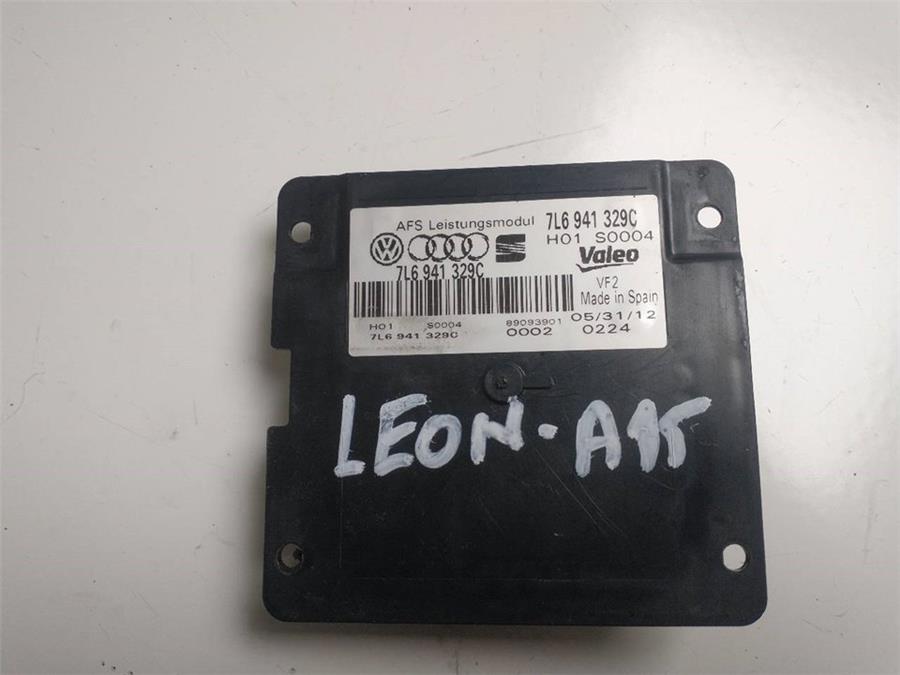 AFS Leistungsmodul 7L6 941 329C
H01 S0004
7L6 941 329C
Valeo
VF2
Made in Spain
H01 S0004 89093901 05/31/12
7L6 941 329C 0002 0224
LEON-A15